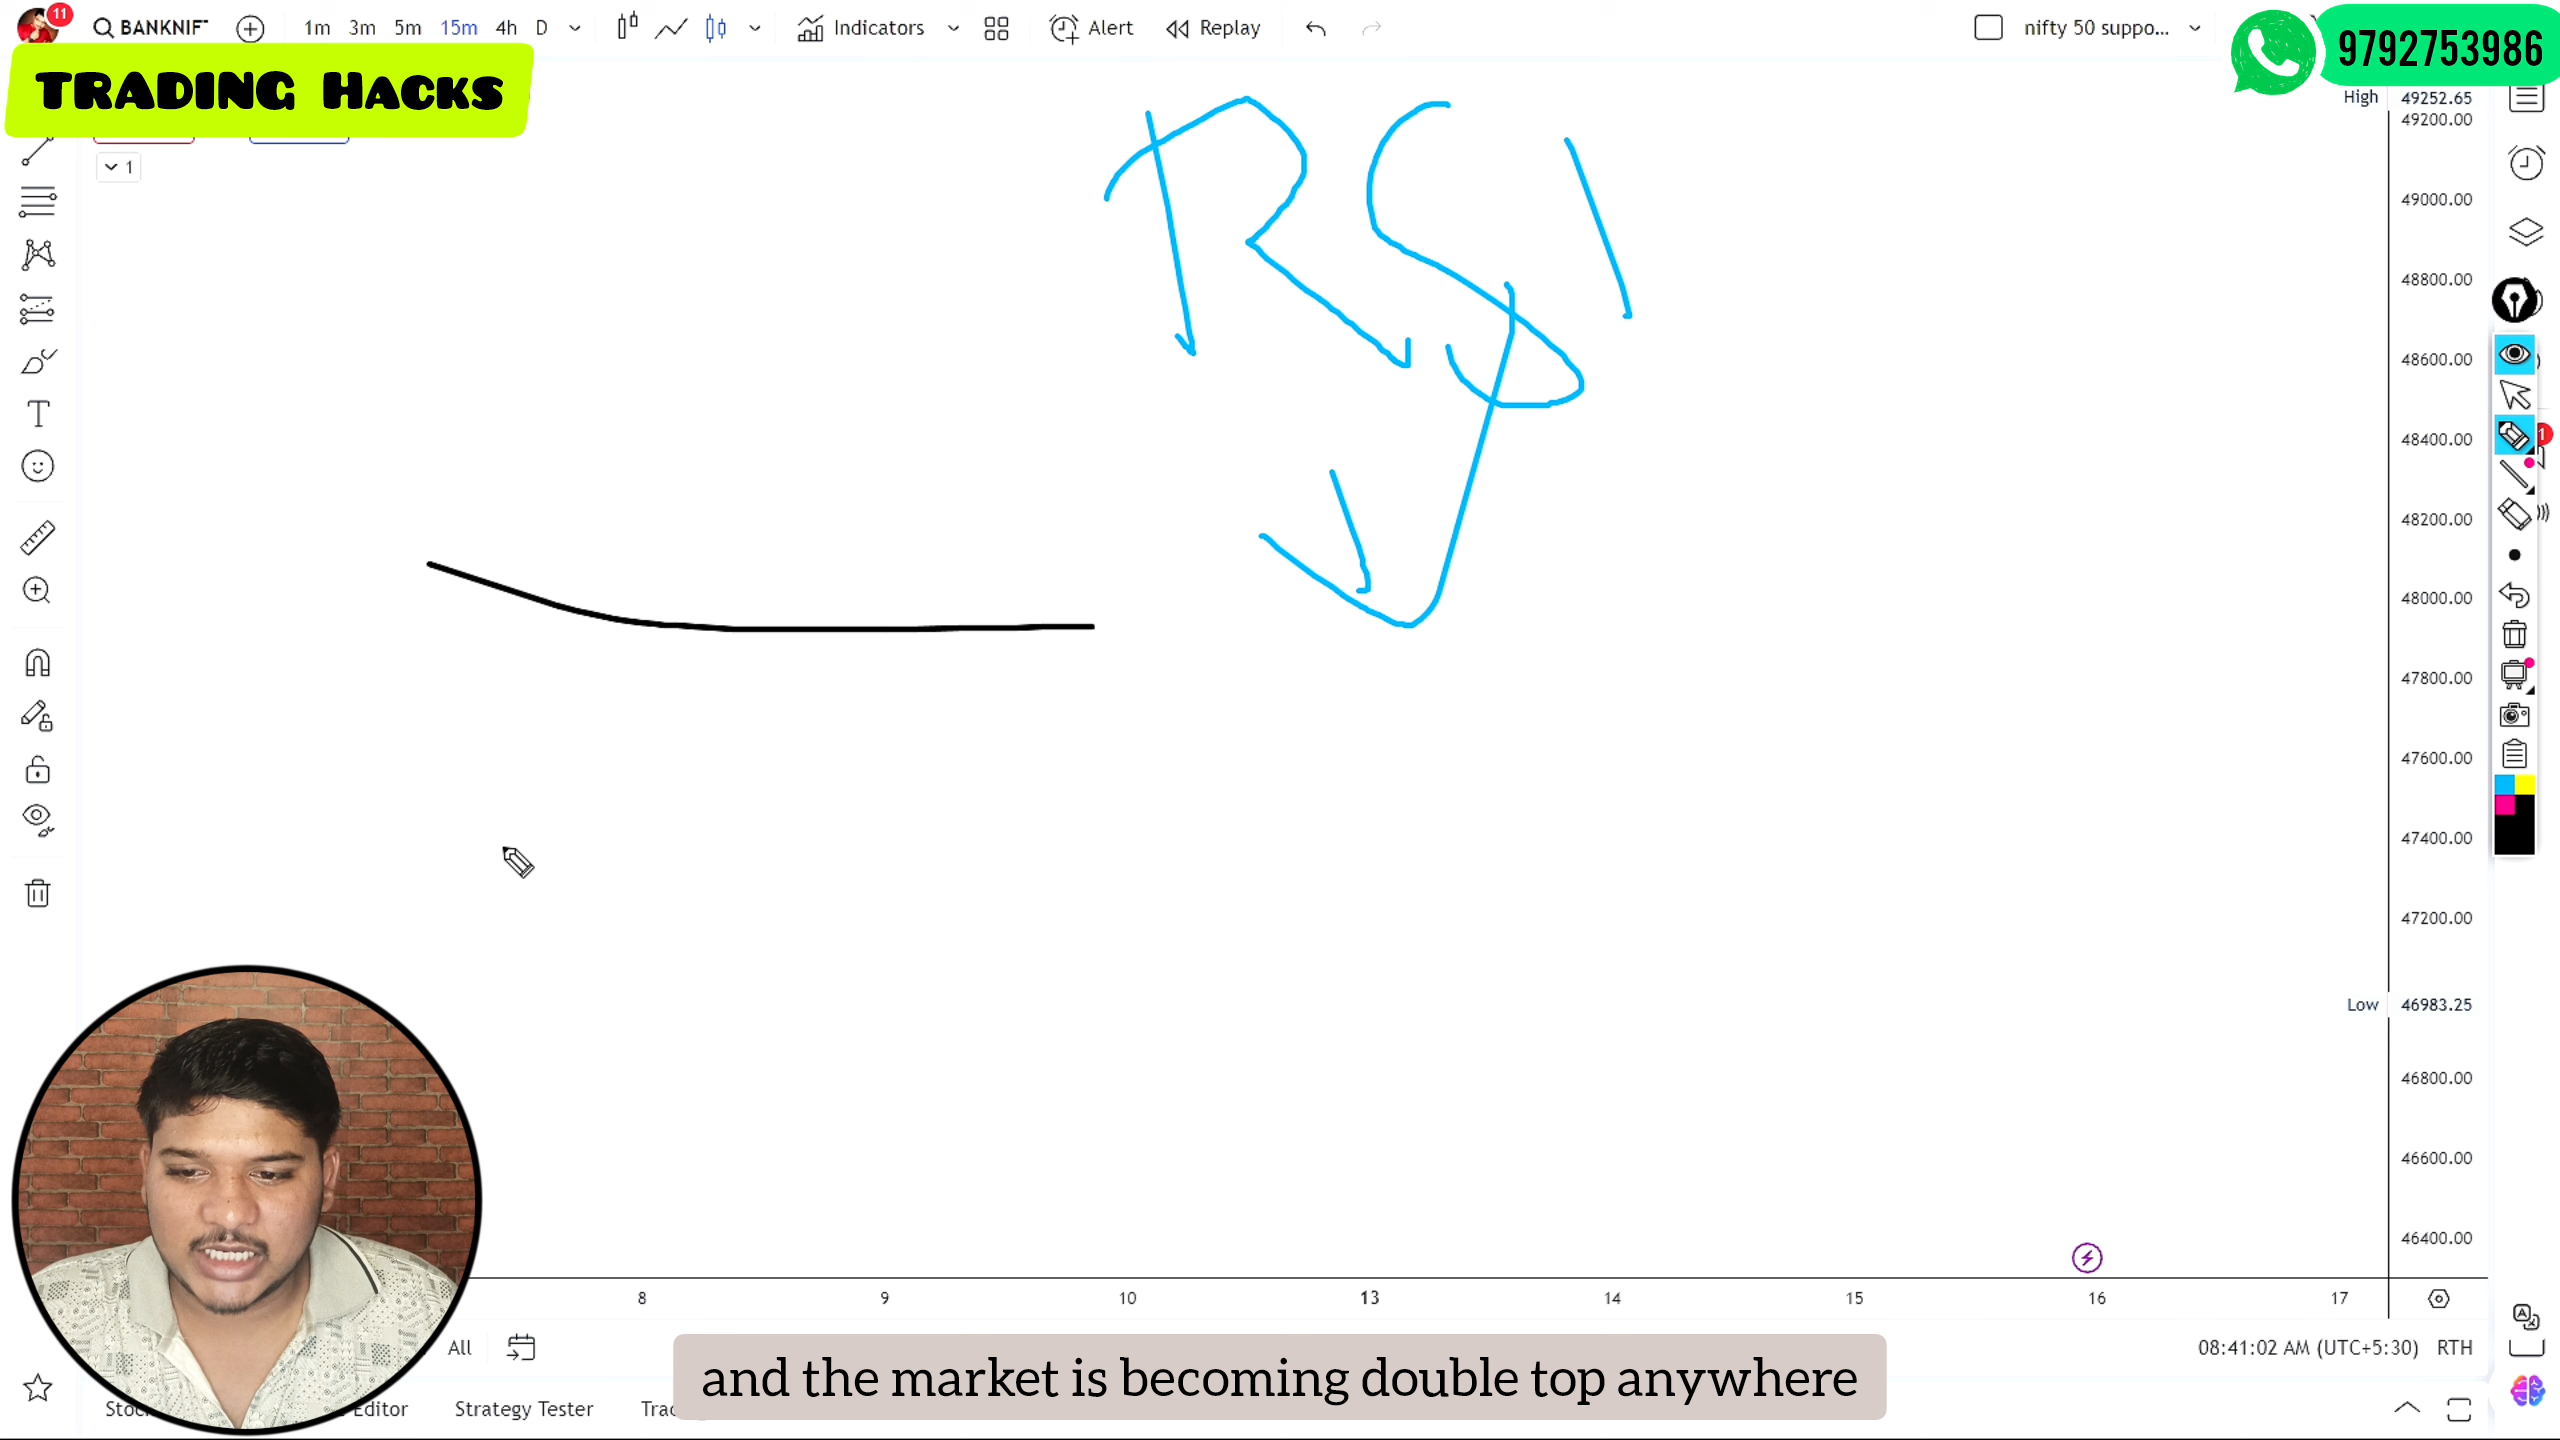 11
BANKNIF
1m 3m 5m 15m 4h D
Indicators
Alert
Replay
nifty 50 suppo...
9792753986
TRADING HACKS
1
RSI
High 49252.65
49200.00
49000.00
48800.00
48600.00
48400.00
1
48200.00
48000.00
47800.00
47600.00
47400.00
47200.00
Low 46983.25
46800.00
46600.00
46400.00
8 9 10 13 14 15 16 17
All
08:41:02 AM (UTC+5:30) RTH
and the market is becoming double top anywhere
Editor Strategy Tester